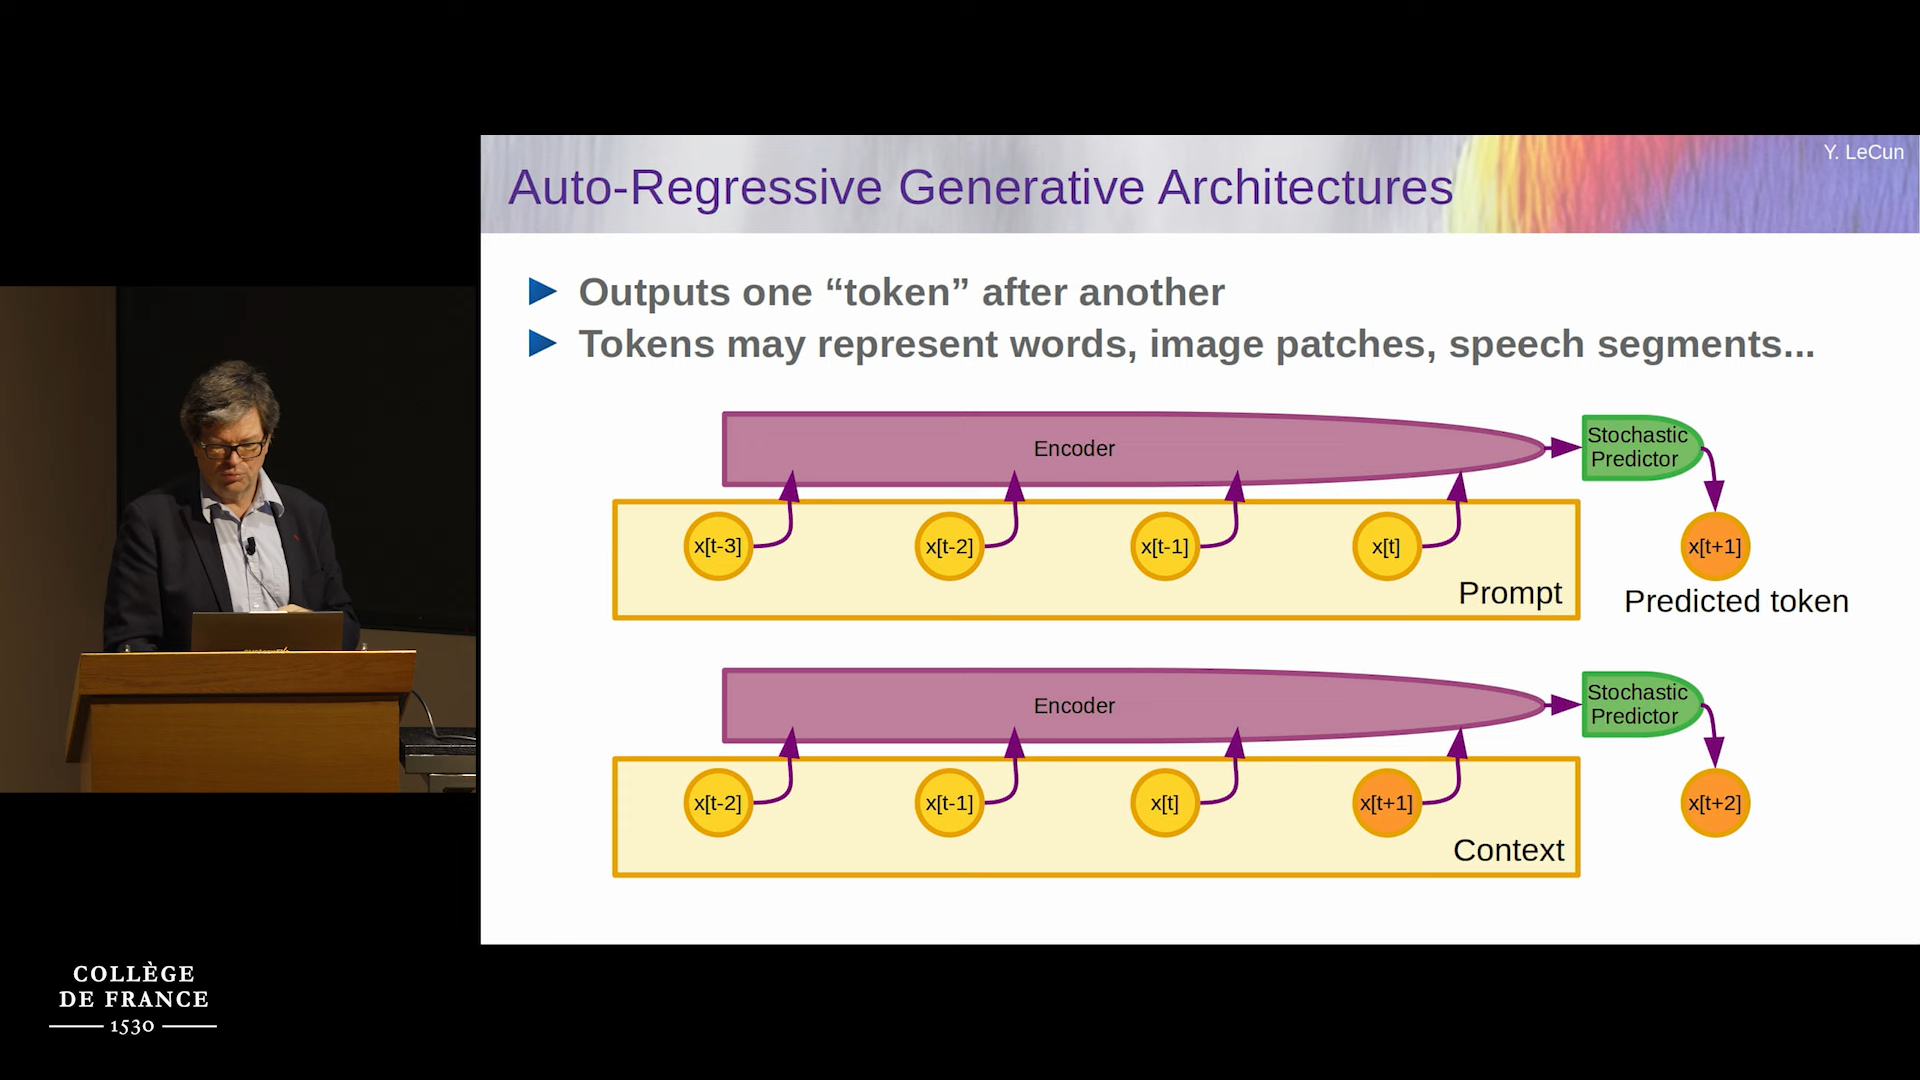 Y. LeCun
Auto-Regressive Generative Architectures
Outputs one “token” after another
Tokens may represent words, image patches, speech segments...
Encoder
Stochastic
Predictor
x[t-3] x[t-2] x[t-1] x[t] x[t+1]
Prompt
Predicted token
Encoder
Stochastic
Predictor
x[t-2] x[t-1] x[t] x[t+1] x[t+2]
Context
COLLÈGE
DE FRANCE
1530